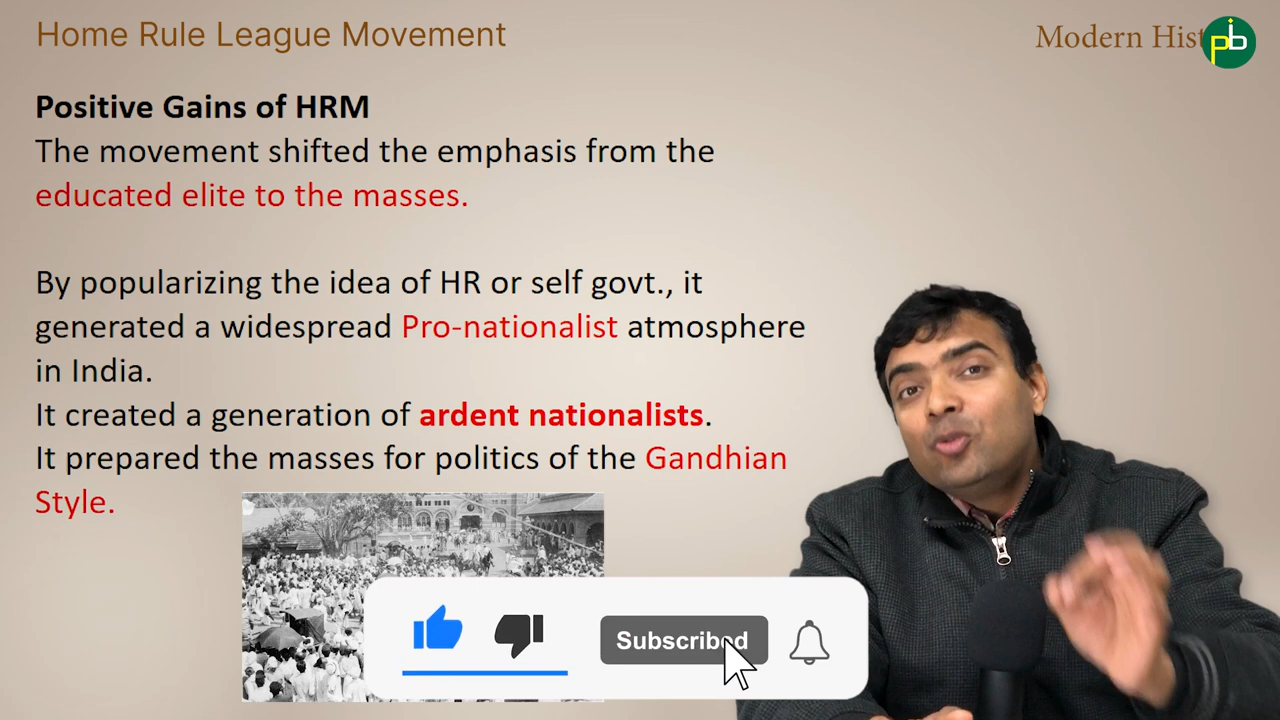 Home Rule League Movement
Modern Hist
pib
Positive Gains of HRM
The movement shifted the emphasis from the
educated elite to the masses.
By popularizing the idea of HR or self govt., it
generated a widespread Pro-nationalist atmosphere
in India.
It created a generation of ardent nationalists.
It prepared the masses for politics of the Gandhian
Style.
Subscribed